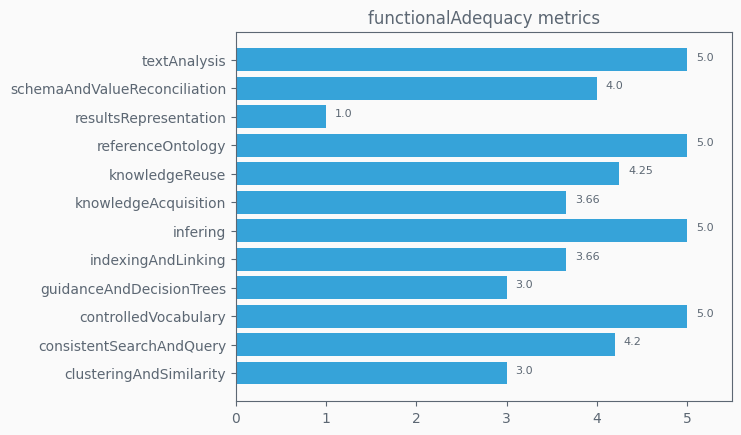 functionalAdequacy metrics
textAnalysis 5.0
schemaAndValueReconciliation 4.0
resultsRepresentation 1.0
referenceOntology 5.0
knowledgeReuse 4.25
knowledgeAcquisition 3.66
infering 5.0
indexingAndLinking 3.66
guidanceAndDecisionTrees 3.0
controlledVocabulary 5.0
consistentSearchAndQuery 4.2
clusteringAndSimilarity 3.0
0 1 2 3 4 5